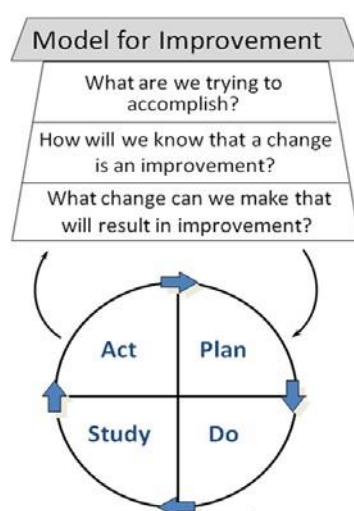 Model for Improvement
What are we trying to
accomplish?
How will we know that a change
is an improvement?
What change can we make that
will result in improvement?
Act
Plan
Study
Do